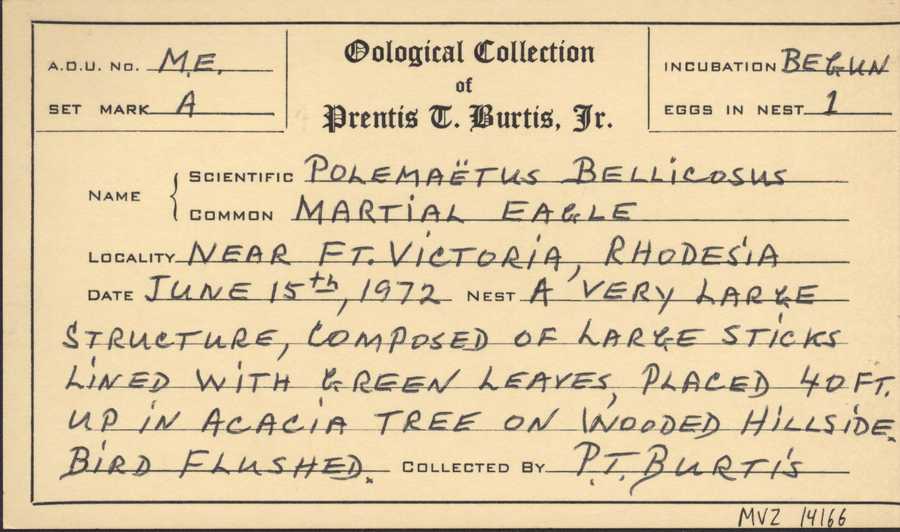 A.O.U. No. M.E.
SET MARK A
Oological Collection
of
Prentis T. Burtis, Jr.
INCUBATION BEGUN
EGGS IN NEST 1
NAME { SCIENTIFIC POLEMAËTUS BELLICOSUS
COMMON MARTIAL EAGLE
LOCALITY NEAR FT. VICTORIA, RHODESIA
DATE JUNE 15th, 1972 NEST A VERY LARGE
STRUCTURE, COMPOSED OF LARGE STICKS
LINED WITH GREEN LEAVES, PLACED 40 FT.
UP IN ACACIA TREE ON WOODED HILLSIDE.
BIRD FLUSHED. COLLECTED BY P.T. BURTIS
MVZ 14166